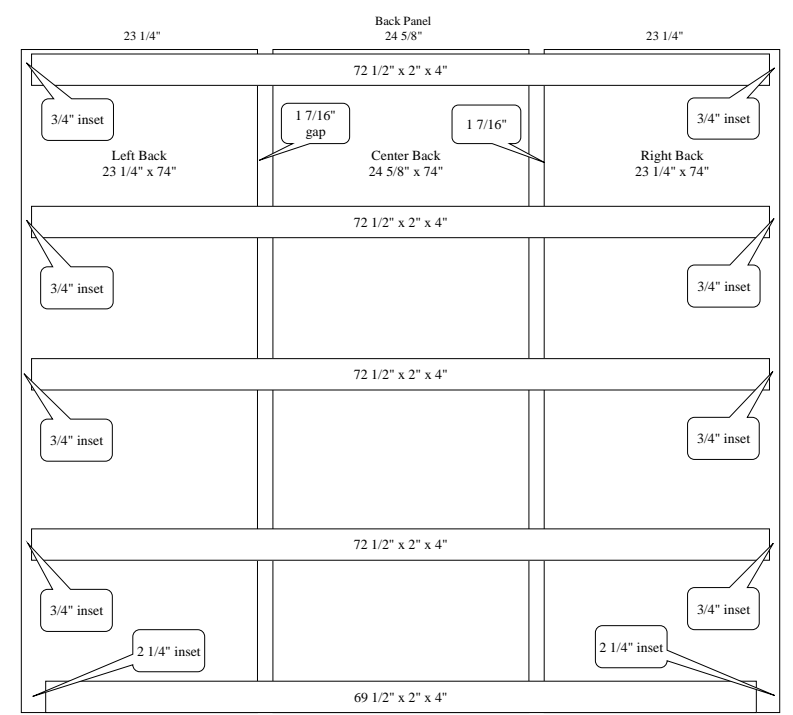 Back Panel
23 1/4"
24 5/8"
23 1/4"
72 1/2" x 2" x 4"
3/4" inset
1 7/16"
gap
1 7/16"
3/4" inset
Left Back
23 1/4" x 74"
Center Back
24 5/8" x 74"
Right Back
23 1/4" x 74"
72 1/2" x 2" x 4"
3/4" inset
3/4" inset
72 1/2" x 2" x 4"
3/4" inset
3/4" inset
72 1/2" x 2" x 4"
3/4" inset
3/4" inset
2 1/4" inset
2 1/4" inset
69 1/2" x 2" x 4"